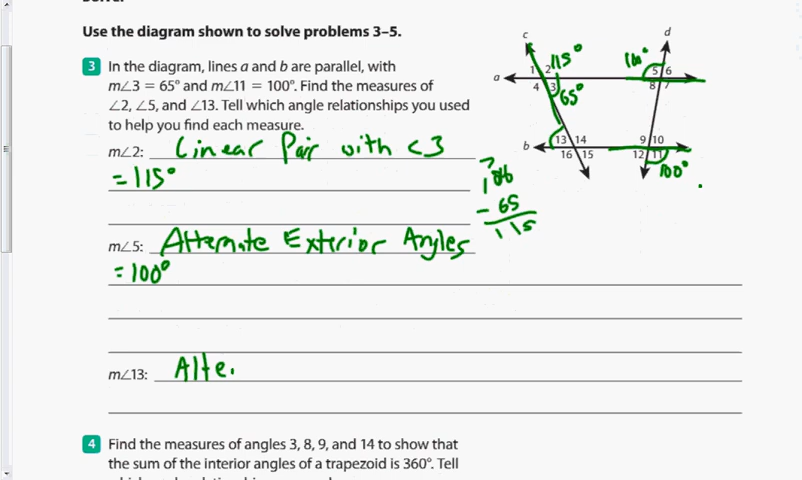 Use the diagram shown to solve problems 3–5.
3 In the diagram, lines a and b are parallel, with
m∠3 = 65° and m∠11 = 100°. Find the measures of
∠2, ∠5, and ∠13. Tell which angle relationships you used
to help you find each measure.
m∠2: Linear Pair with <3
= 115°
m∠5: Alternate Exterior Angles
= 100°
m∠13: Alte.
- 65
115
c
d
1 2 115°
100° 5 6
a
4 3 65°
8 7
b
13 14
9 10
16 15
12 11
100°
4 Find the measures of angles 3, 8, 9, and 14 to show that
the sum of the interior angles of a trapezoid is 360°. Tell